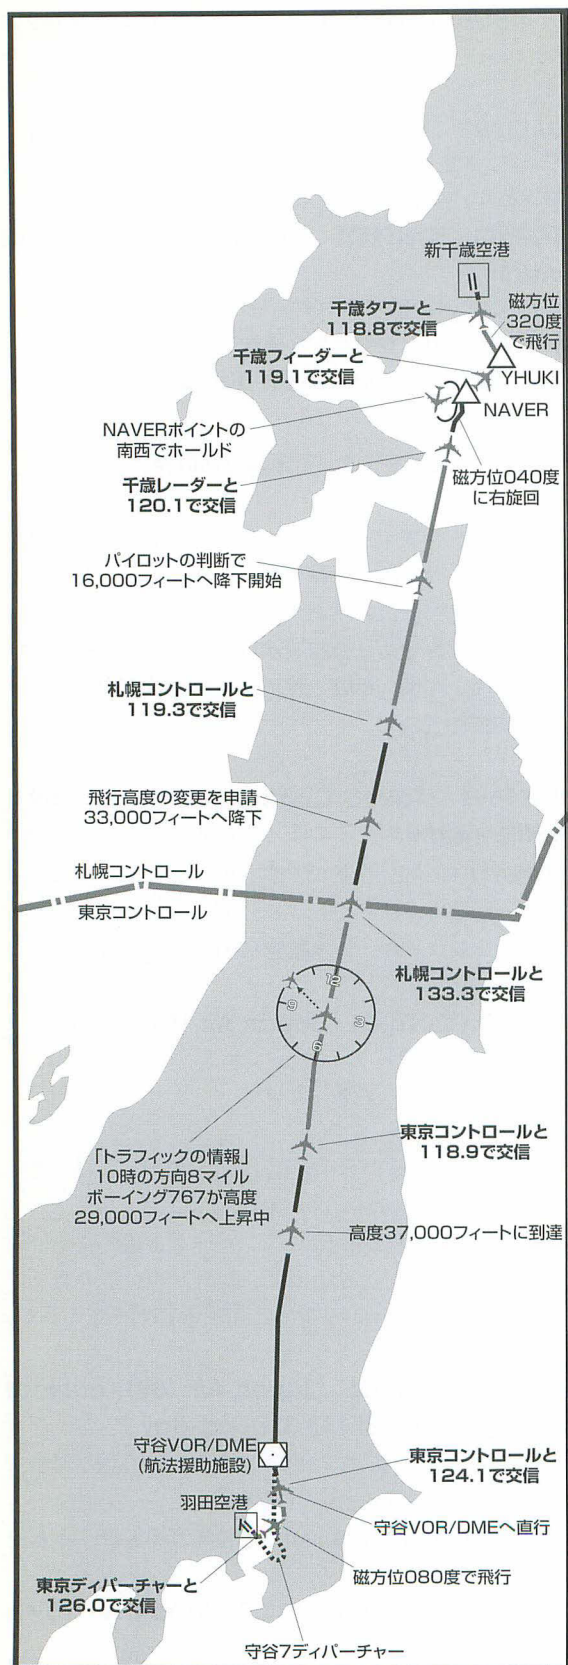 新千歳空港
千歳タワーと
118.8で交信
磁方位
320度
で飛行
千歳フィーダーと
119.1で交信
YHUKI
NAVER
NAVERポイントの
南西でホールド
磁方位040度
に右旋回
千歳レーダーと
120.1で交信
パイロットの判断で
16,000フィートへ降下開始
札幌コントロールと
119.3で交信
飛行高度の変更を申請
33,000フィートへ降下
札幌コントロール
東京コントロール
札幌コントロールと
133.3で交信
12
9
3
6
東京コントロールと
118.9で交信
「トラフィックの情報」
10時の方向8マイル
ボーイング767が高度
29,000フィートへ上昇中
高度37,000フィートに到達
守谷VOR/DME
(航法援助施設)
東京コントロールと
124.1で交信
羽田空港
守谷VOR/DMEへ直行
磁方位080度で飛行
東京ディパーチャーと
126.0で交信
守谷7ディパーチャー